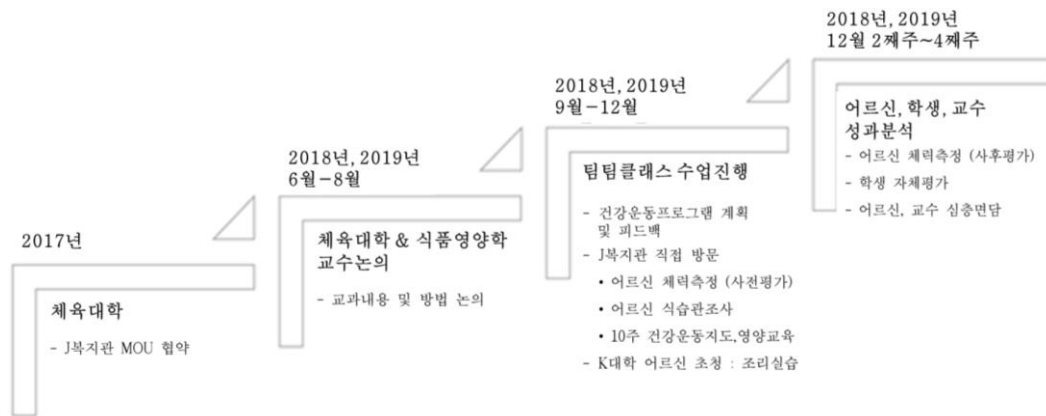 2017년
체육대학
- J복지관 MOU 협약
2018년, 2019년
6월-8월
체육대학 & 식품영양학
교수논의
- 교과내용 및 방법 논의
2018년, 2019년
9월-12월
팀팀클래스 수업진행
- 건강운동프로그램 계획
및 피드백
- J복지관 직접 방문
• 어르신 체력측정 (사전평가)
• 어르신 식습관조사
• 10주 건강운동지도,영양교육
- K대학 어르신 초청 : 조리실습
2018년, 2019년
12월 2째주~4째주
어르신, 학생, 교수
성과분석
- 어르신 체력측정 (사후평가)
- 학생 자체평가
- 어르신, 교수 심층면담